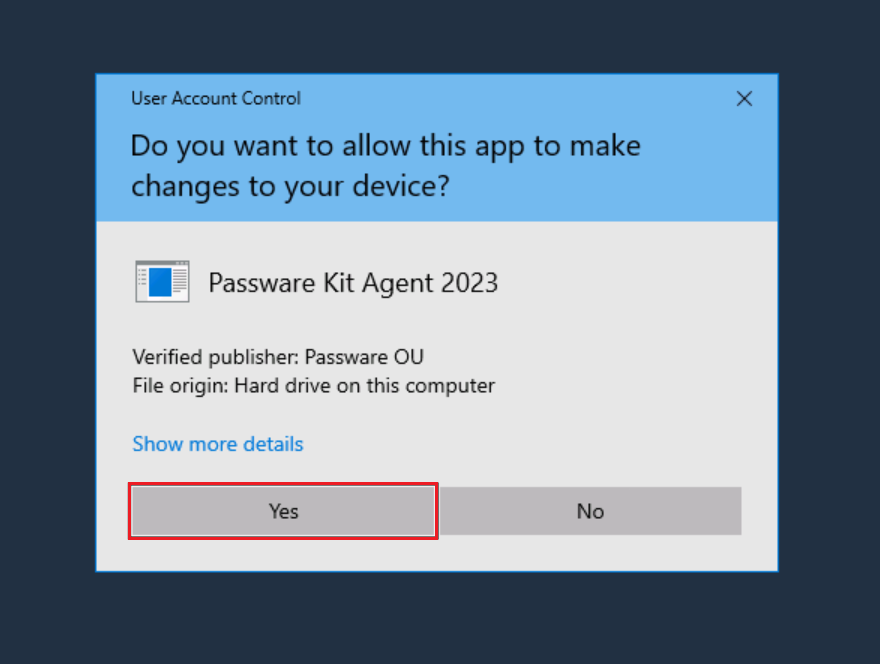 User Account Control
Do you want to allow this app to make
changes to your device?
Passware Kit Agent 2023
Verified publisher: Passware OU
File origin: Hard drive on this computer
Show more details
Yes
No